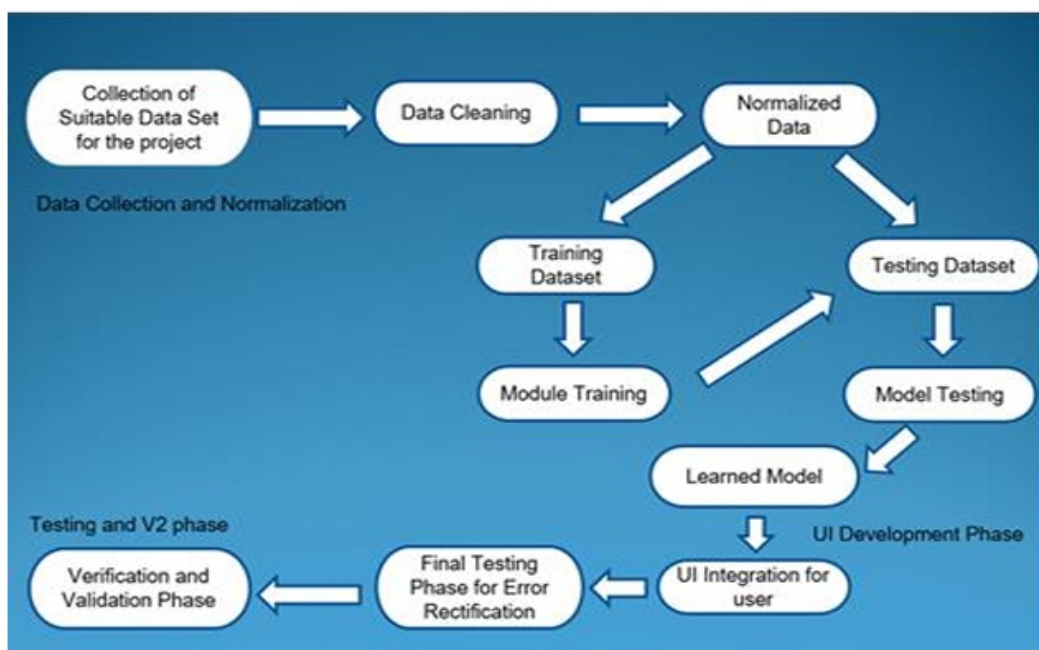 Collection of
Suitable Data Set
for the project
Data Cleaning
Normalized
Data
Data Collection and Normalization
Training
Dataset
Testing Dataset
Module Training
Model Testing
Learned Model
Testing and V2 phase
UI Development Phase
Verification and
Validation Phase
Final Testing
Phase for Error
Rectification
UI Integration for
user